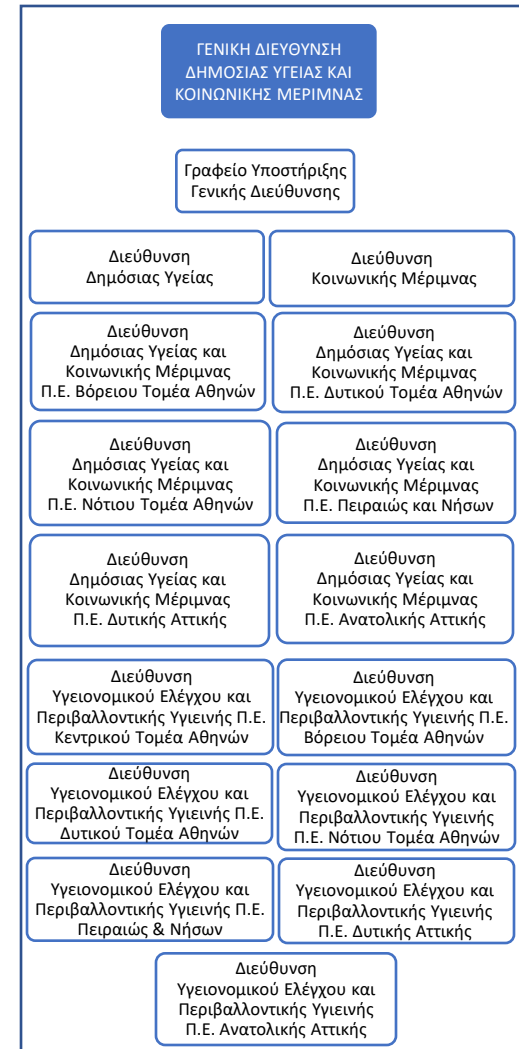 ΓΕΝΙΚΗ ΔΙΕΥΘΥΝΣΗ
ΔΗΜΟΣΙΑΣ ΥΓΕΙΑΣ ΚΑΙ
ΚΟΙΝΩΝΙΚΗΣ ΜΕΡΙΜΝΑΣ
Γραφείο Υποστήριξης
Γενικής Διεύθυνσης
Διεύθυνση
Δημόσιας Υγείας
Διεύθυνση
Κοινωνικής Μέριμνας
Διεύθυνση
Δημόσιας Υγείας και
Κοινωνικής Μέριμνας
Π.Ε. Βόρειου Τομέα Αθηνών
Διεύθυνση
Δημόσιας Υγείας και
Κοινωνικής Μέριμνας
Π.Ε. Δυτικού Τομέα Αθηνών
Διεύθυνση
Δημόσιας Υγείας και
Κοινωνικής Μέριμνας
Π.Ε. Νότιου Τομέα Αθηνών
Διεύθυνση
Δημόσιας Υγείας και
Κοινωνικής Μέριμνας
Π.Ε. Πειραιώς και Νήσων
Διεύθυνση
Δημόσιας Υγείας και
Κοινωνικής Μέριμνας
Π.Ε. Δυτικής Αττικής
Διεύθυνση
Δημόσιας Υγείας και
Κοινωνικής Μέριμνας
Π.Ε. Ανατολικής Αττικής
Διεύθυνση
Υγειονομικού Ελέγχου και
Περιβαλλοντικής Υγιεινής Π.Ε.
Κεντρικού Τομέα Αθηνών
Διεύθυνση
Υγειονομικού Ελέγχου και
Περιβαλλοντικής Υγιεινής Π.Ε.
Βόρειου Τομέα Αθηνών
Διεύθυνση
Υγειονομικού Ελέγχου και
Περιβαλλοντικής Υγιεινής Π.Ε.
Δυτικού Τομέα Αθηνών
Διεύθυνση
Υγειονομικού Ελέγχου και
Περιβαλλοντικής Υγιεινής
Π.Ε. Νότιου Τομέα Αθηνών
Διεύθυνση
Υγειονομικού Ελέγχου και
Περιβαλλοντικής Υγιεινής Π.Ε.
Πειραιώς & Νήσων
Διεύθυνση
Υγειονομικού Ελέγχου και
Περιβαλλοντικής Υγιεινής
Π.Ε. Δυτικής Αττικής
Διεύθυνση
Υγειονομικού Ελέγχου και
Περιβαλλοντικής Υγιεινής
Π.Ε. Ανατολικής Αττικής